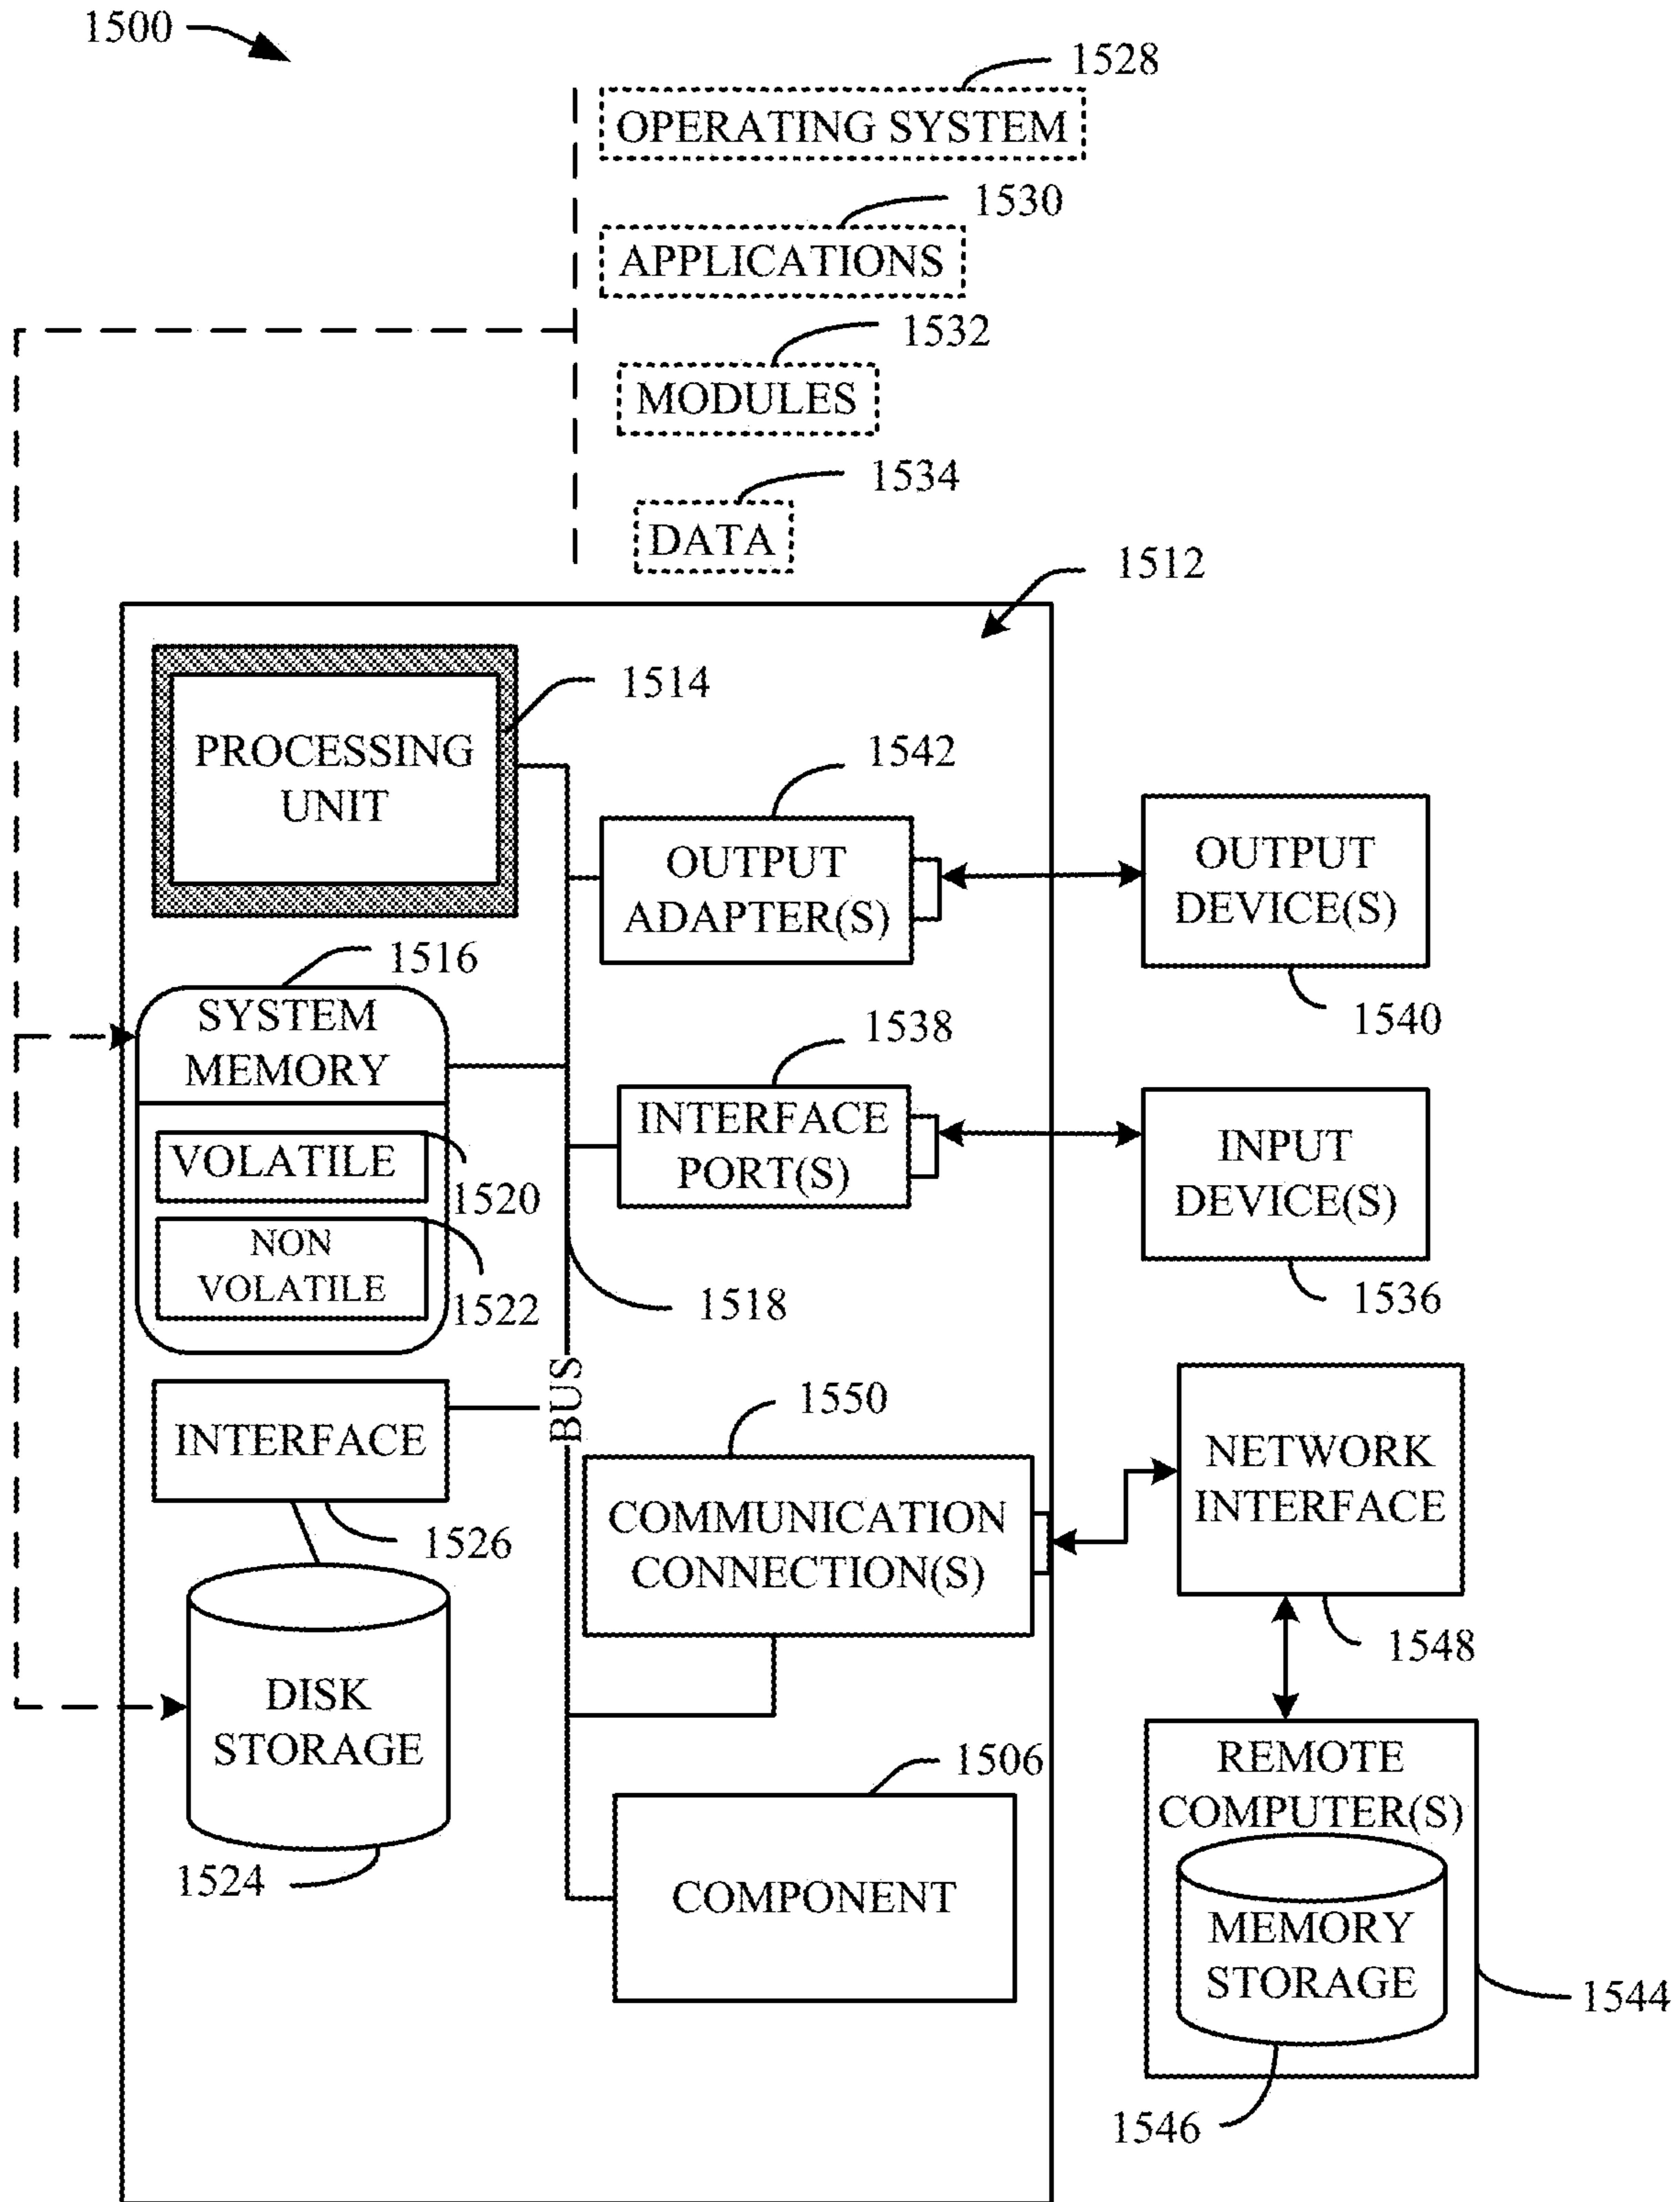 1500
1528
OPERATING SYSTEM
1530
APPLICATIONS
1532
MODULES
1534
DATA
1512
1514
PROCESSING
UNIT
1542
OUTPUT
ADAPTER(S)
OUTPUT
DEVICE(S)
1540
1516
SYSTEM
MEMORY
VOLATILE
1520
NON
VOLATILE
1522
1538
INTERFACE
PORT(S)
INPUT
DEVICE(S)
1536
1518
BUS
INTERFACE
1526
1550
COMMUNICATION
CONNECTION(S)
NETWORK
INTERFACE
1548
DISK
STORAGE
1524
1506
COMPONENT
REMOTE
COMPUTER(S)
MEMORY
STORAGE
1544
1546